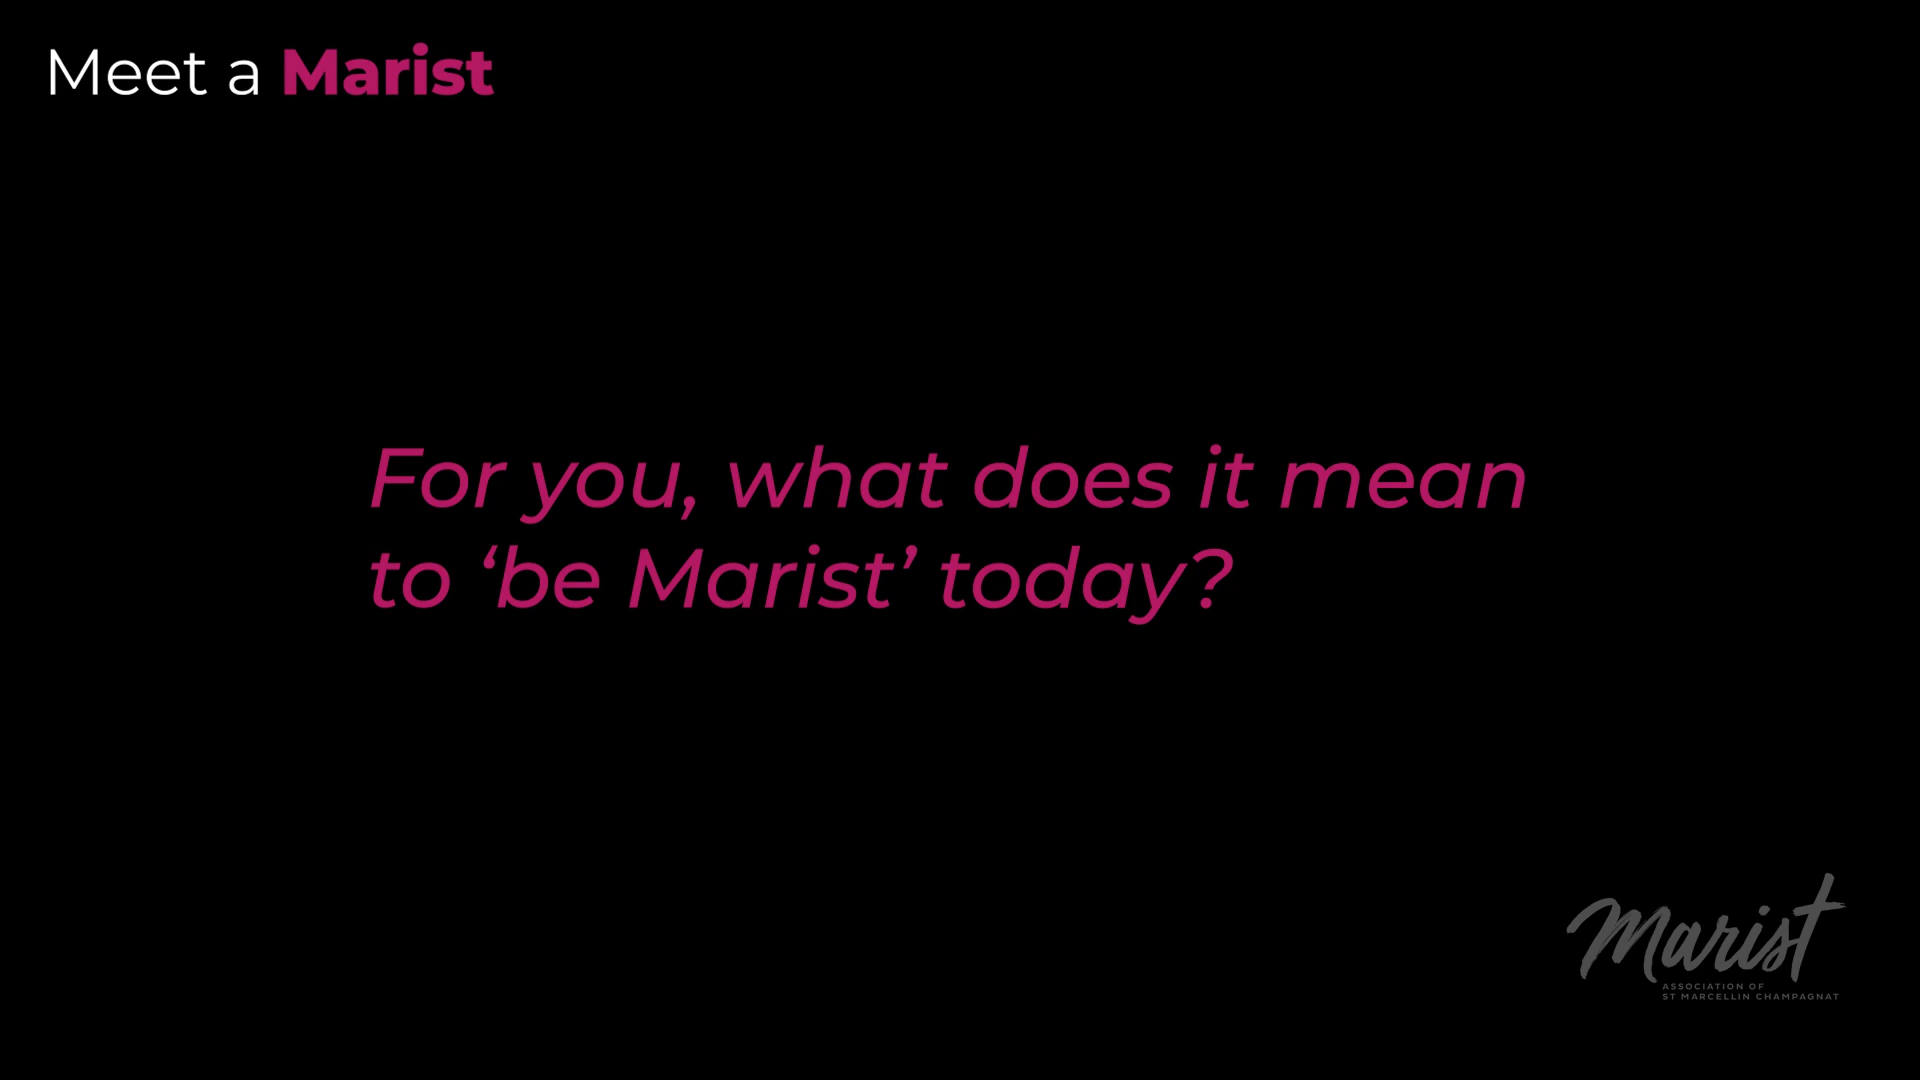 Meet a Marist
For you, what does it mean
to ‘be Marist’ today?
Marist
ASSOCIATION OF
ST MARCELLIN CHAMPAGNAT